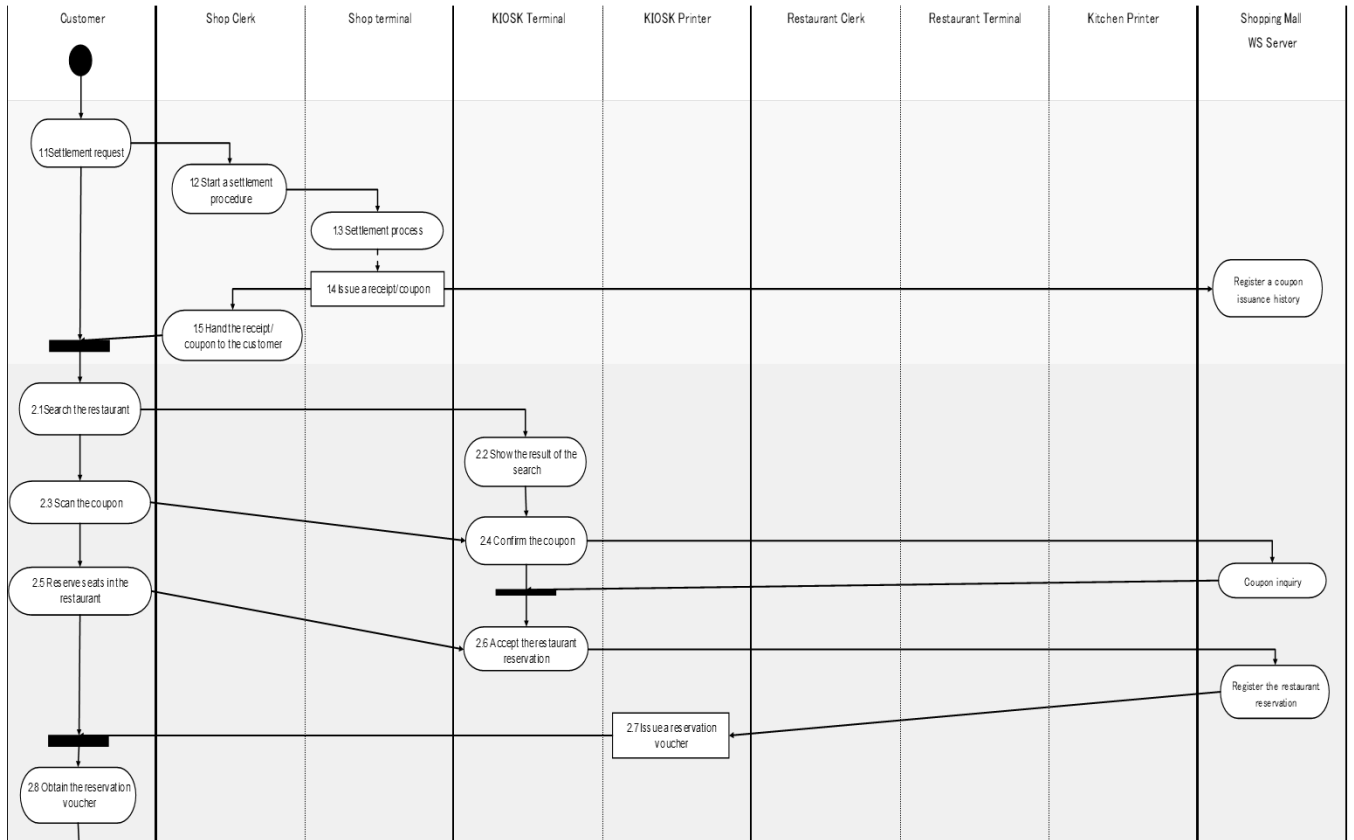 Customer
Shop Clerk
Shop terminal
KIOSK Terminal
KIOSK Printer
Restaurant Clerk
Restaurant Terminal
Kitchen Printer
Shopping Mall
WS Server
1.1Settlement request
1.2 Start a settlement
procedure
1.3 Settlement process
1.4 Issue a receipt/coupon
Register a coupon
issuance history
1.5 Hand the receipt/
coupon to the customer
2.1Search the restaurant
2.2 Show the result of the
search
2.3 Scan the coupon
2.4 Confirm the coupon
Coupon inquiry
2.5 Reserve seats in the
restaurant
2.6 Accept the restaurant
reservation
Register the restaurant
reservation
2.7 Issue a reservation
voucher
2.8 Obtain the reservation
voucher